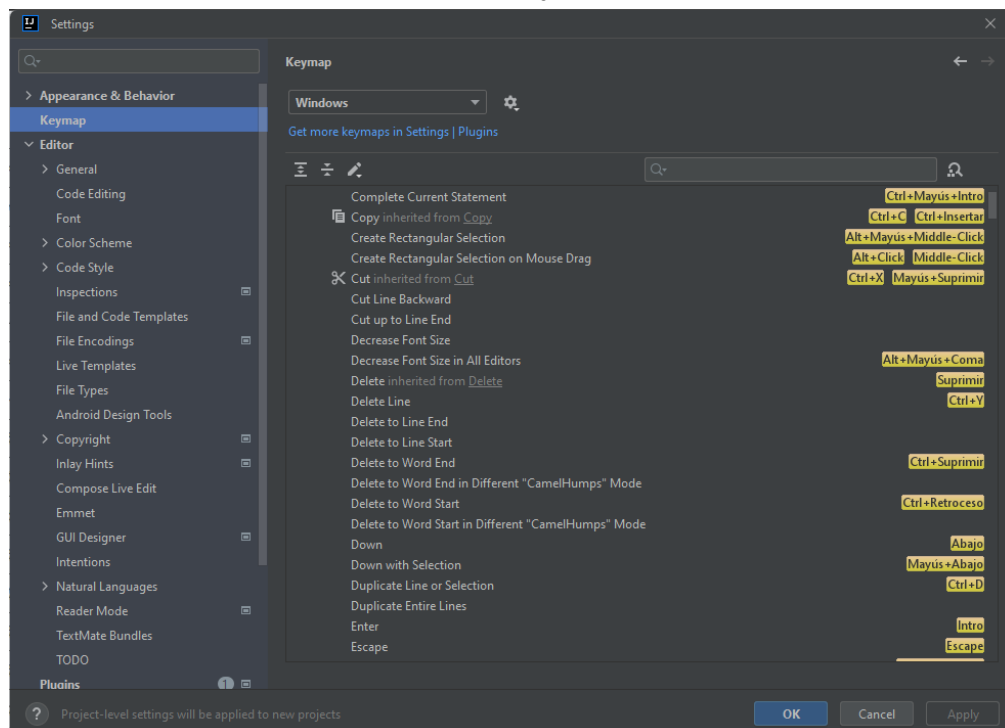 Settings
Keymap
Appearance & Behavior
Keymap
Editor
General
Code Editing
Font
Color Scheme
Code Style
Inspections
File and Code Templates
File Encodings
Live Templates
File Types
Android Design Tools
Copyright
Inlay Hints
Compose Live Edit
Emmet
GUI Designer
Intentions
Natural Languages
Reader Mode
TextMate Bundles
TODO
Plugins 1
Windows
Get more keymaps in Settings | Plugins
Complete Current Statement Ctrl+Mayús+Intro
Copy inherited from Copy Ctrl+C Ctrl+Insertar
Create Rectangular Selection Alt+Mayús+Middle-Click
Create Rectangular Selection on Mouse Drag Alt+Click Middle-Click
Cut inherited from Cut Ctrl+X Mayús+Suprimir
Cut Line Backward
Cut up to Line End
Decrease Font Size
Decrease Font Size in All Editors Alt+Mayús+Coma
Delete inherited from Delete Suprimir
Delete Line Ctrl+Y
Delete to Line End
Delete to Line Start
Delete to Word End Ctrl+Suprimir
Delete to Word End in Different "CamelHumps" Mode
Delete to Word Start Ctrl+Retroceso
Delete to Word Start in Different "CamelHumps" Mode
Down Abajo
Down with Selection Mayús+Abajo
Duplicate Line or Selection Ctrl+D
Duplicate Entire Lines
Enter Intro
Escape Escape
? Project-level settings will be applied to new projects
OK Cancel Apply